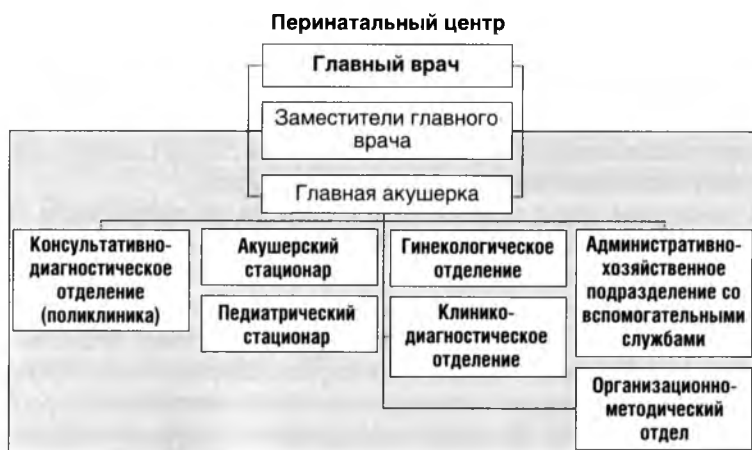 Перинатальный центр
Главный врач
Заместители главного
врача
Главная акушерка
Консультативно-
диагностическое
отделение
(поликлиника)
Акушерский
стационар
Педиатрический
стационар
Гинекологическое
отделение
Клинико-
диагностическое
отделение
Административно-
хозяйственное
подразделение со
вспомогательными
службами
Организационно-
методический
отдел